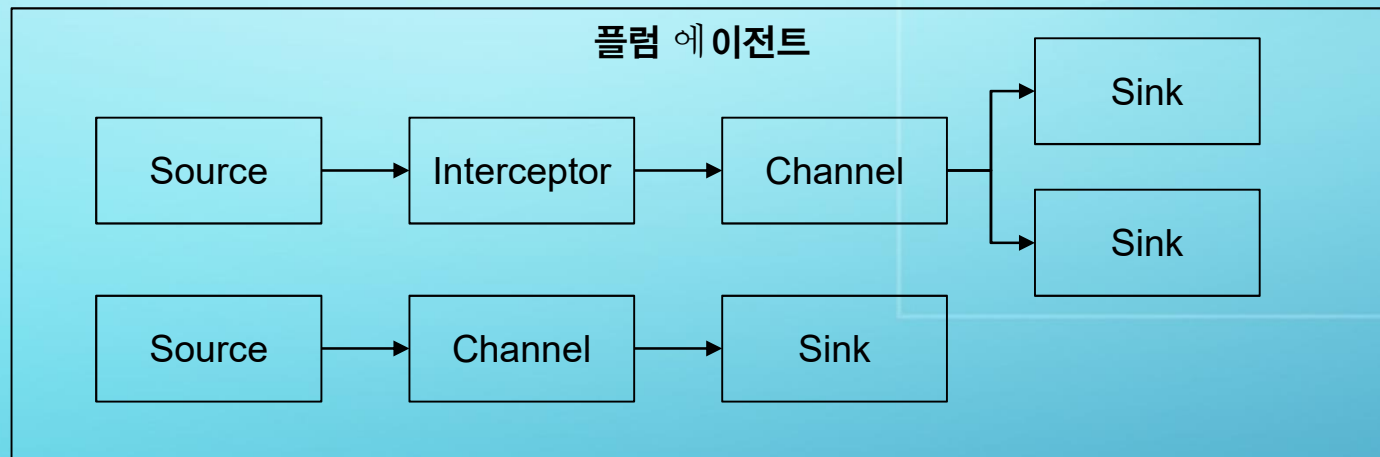 플럼 에이전트
Sink
Source Interceptor Channel
Sink
Source Channel Sink